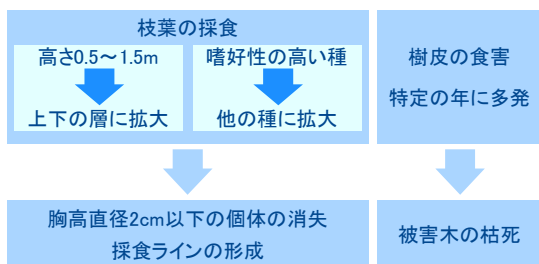 枝葉の採食
高さ0.5～1.5m
上下の層に拡大
嗜好性の高い種
他の種に拡大
樹皮の食害
特定の年に多発
胸高直径2cm以下の個体の消失
採食ラインの形成
被害木の枯死